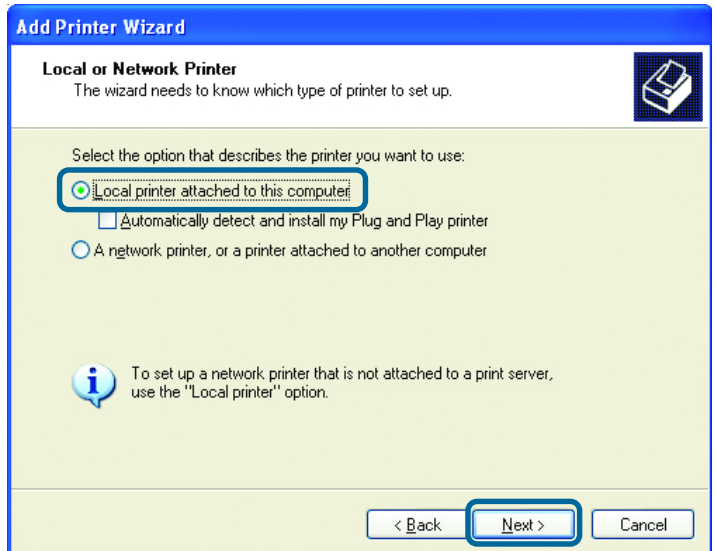 Add Printer Wizard
Local or Network Printer
The wizard needs to know which type of printer to set up.
Select the option that describes the printer you want to use:
Local printer attached to this computer
Automatically detect and install my Plug and Play printer
A network printer, or a printer attached to another computer
To set up a network printer that is not attached to a print server,
use the "Local printer" option.
< Back
Next >
Cancel